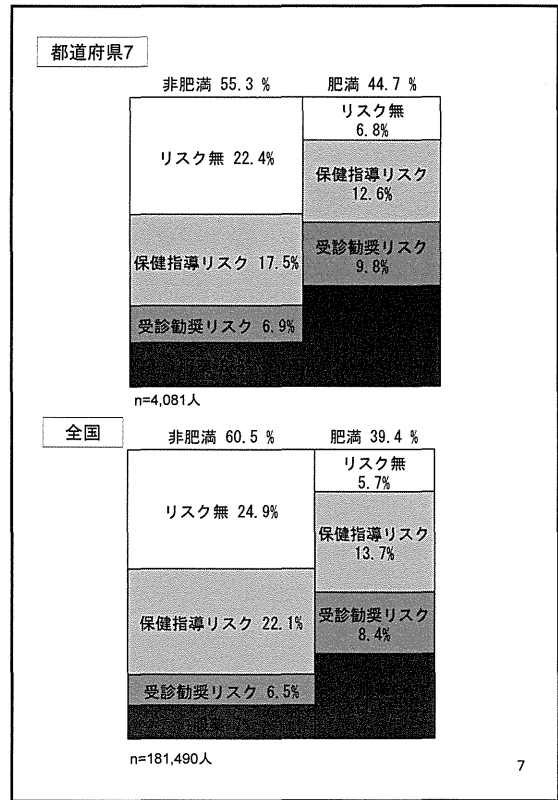 都道府県7
非肥満 55.3 %
肥満 44.7 %
リスク無 22.4%
リスク無
6.8%
保健指導リスク 17.5%
保健指導リスク
12.6%
受診勧奨リスク 6.9%
受診勧奨リスク
9.8%
n=4,081人
全国
非肥満 60.5 %
肥満 39.4 %
リスク無 24.9%
リスク無
5.7%
保健指導リスク 22.1%
保健指導リスク
13.7%
受診勧奨リスク 6.5%
受診勧奨リスク
8.4%
n=181,490人
7